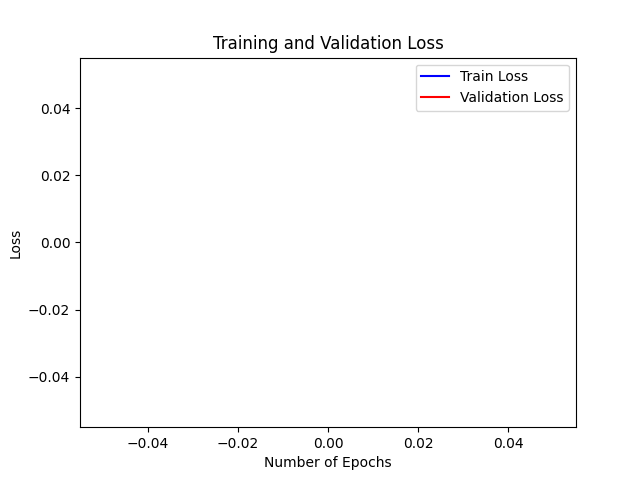 Training and Validation Loss
Train Loss
Validation Loss
0.04
0.02
0.00
−0.02
−0.04
Loss
−0.04 −0.02 0.00 0.02 0.04
Number of Epochs